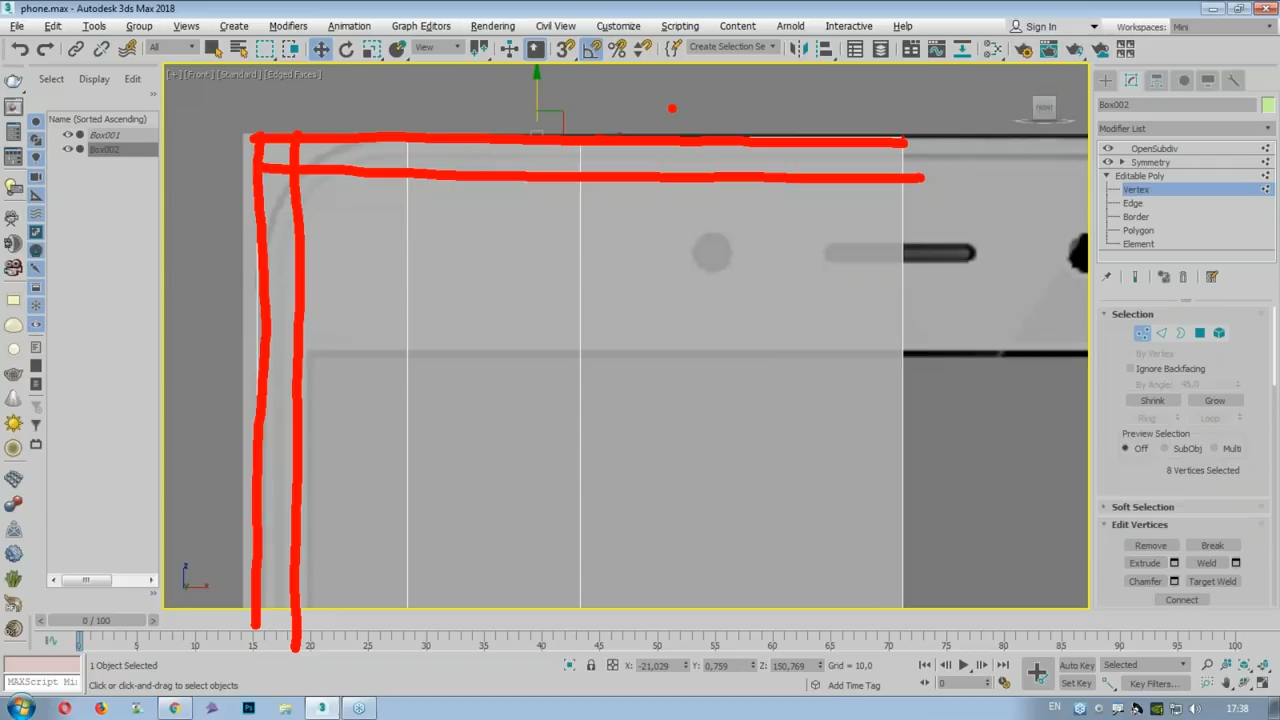 phone.max - Autodesk 3ds Max 2018
File Edit Tools Group Views Create Modifiers Animation Graph Editors Rendering Civil View Customize Scripting Content Arnold Interactive Help Sign In Workspaces: Mini
All View Create Selection Se
Select Display Edit
[+] [Front] [Standard] [Edged Faces]
FRONT
Name (Sorted Ascending)
Box001
Box002
Box002
Modifier List
OpenSubdiv
Symmetry
Editable Poly
Vertex
Edge
Border
Polygon
Element
Selection
By Vertex
Ignore Backfacing
By Angle: 45,0
Shrink Grow
Ring Loop
Preview Selection
Off SubObj Multi
8 Vertices Selected
Soft Selection
Edit Vertices
Remove Break
Extrude Weld
Chamfer Target Weld
Connect
z
x
0 / 100
0 5 10 15 20 25 30 35 40 45 50 55 60 65 70 75 80 85 90 95 100
1 Object Selected X: -21,029 Y: 0,759 Z: 150,769 Grid = 10,0 Auto Key Selected
MAXScript Mi Click or click-and-drag to select objects Add Time Tag 0 Set Key Key Filters...
EN 17:38